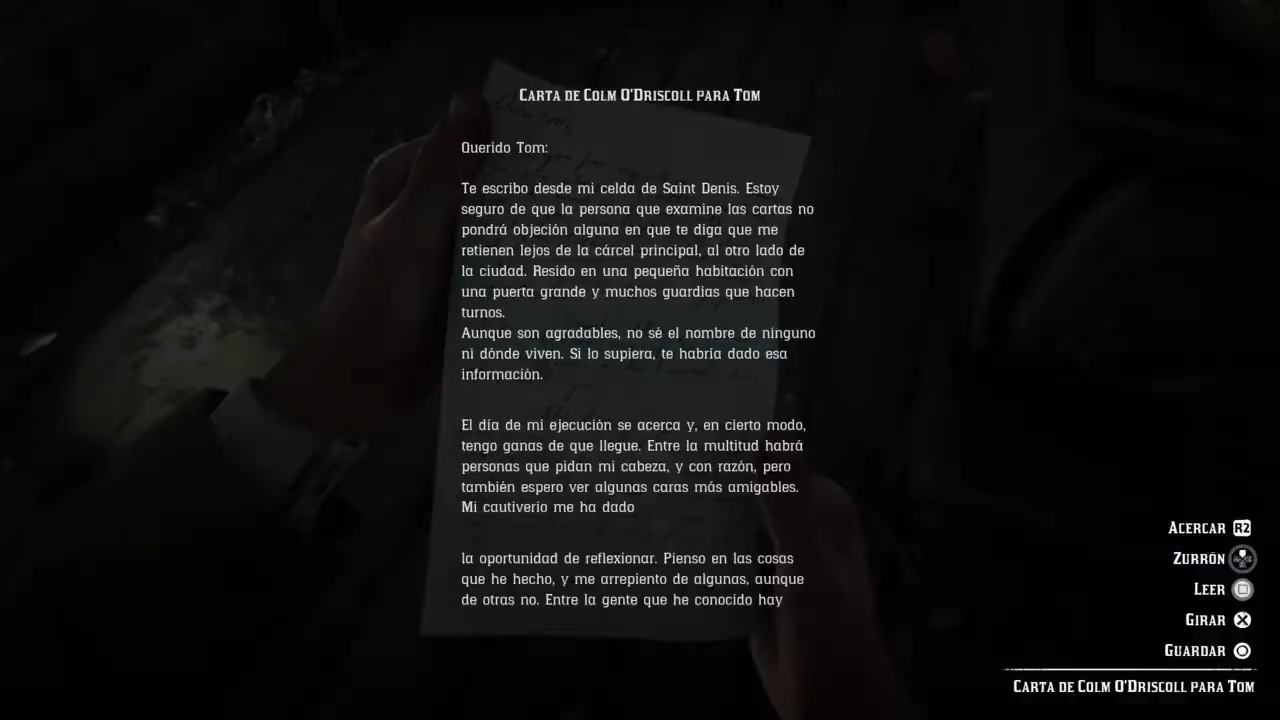 CARTA DE COLM O'DRISCOLL PARA TOM
Querido Tom:
Te escribo desde mi celda de Saint Denis. Estoy
seguro de que la persona que examine las cartas no
pondrá objeción alguna en que te diga que me
retienen lejos de la cárcel principal, al otro lado de
la ciudad. Resido en una pequeña habitación con
una puerta grande y muchos guardias que hacen
turnos.
Aunque son agradables, no sé el nombre de ninguno
ni dónde viven. Si lo supiera, te habría dado esa
información.
El día de mi ejecución se acerca y, en cierto modo,
tengo ganas de que llegue. Entre la multitud habrá
personas que pidan mi cabeza, y con razón, pero
también espero ver algunas caras más amigables.
Mi cautiverio me ha dado
la oportunidad de reflexionar. Pienso en las cosas
que he hecho, y me arrepiento de algunas, aunque
de otras no. Entre la gente que he conocido hay
ACERCAR R2
ZURRÓN
LEER
GIRAR
GUARDAR
CARTA DE COLM O'DRISCOLL PARA TOM